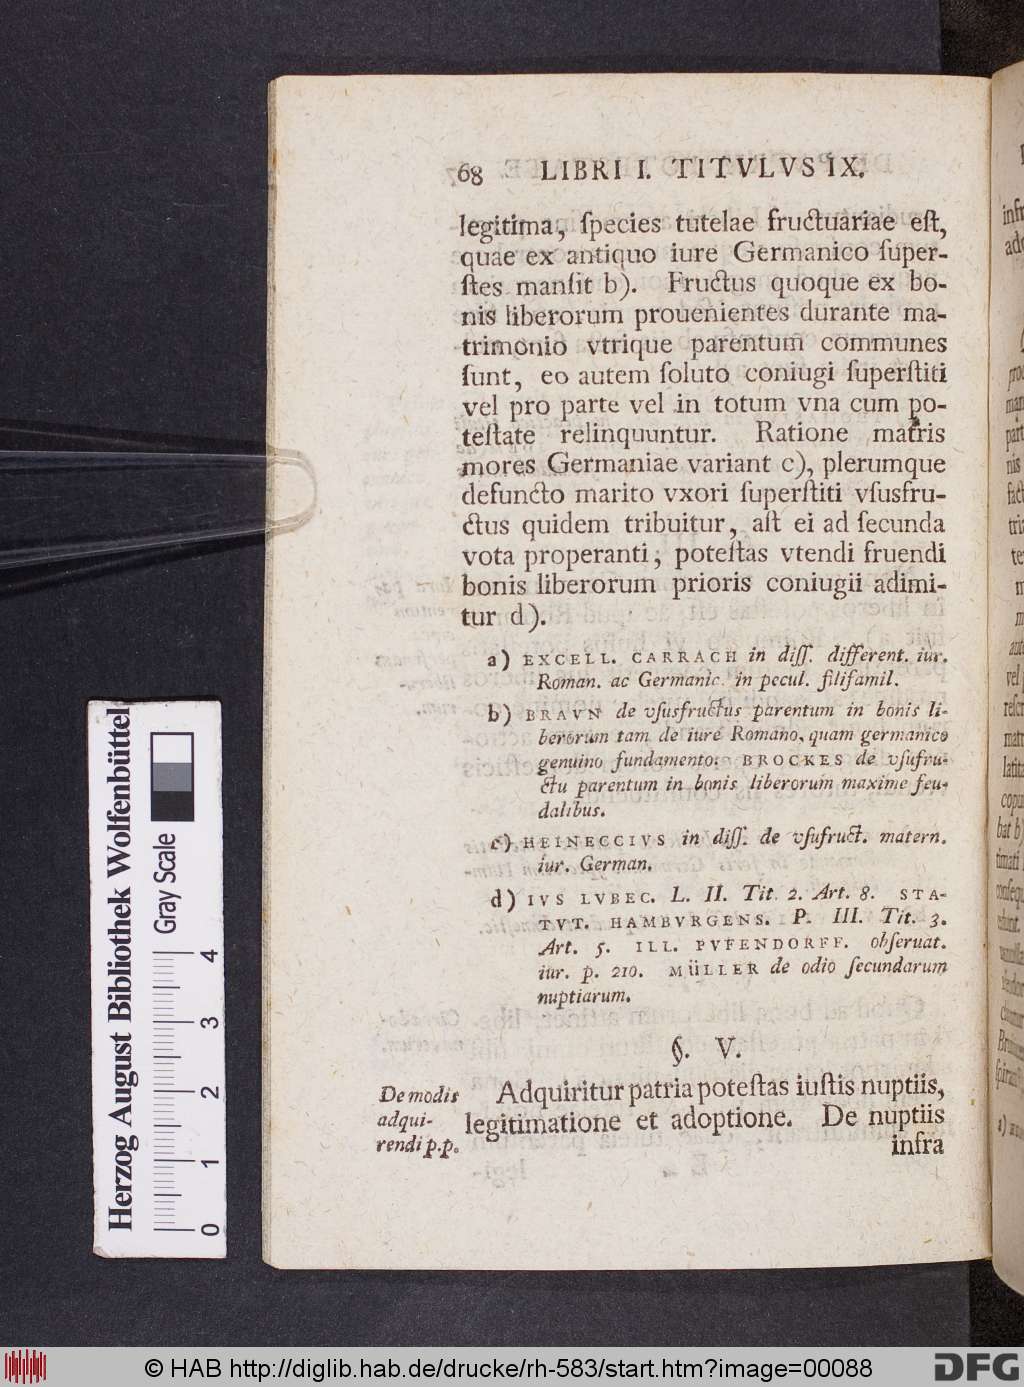 68 LIBRI I. TITVLVS IX.
legitima, ſpecies tutelae fructuariae eſt,
quae ex antiquo iure Germanico ſuper-
ſtes manſit b). Fructus quoque ex bo-
nis liberorum prouenientes durante ma-
trimonio vtrique parentum communes
ſunt, eo autem ſoluto coniugi ſuperſtiti
vel pro parte vel in totum vna cum po-
teſtate relinquuntur. Ratione matris
mores Germaniae variant c), plerumque
defuncto marito vxori ſuperſtiti vſusfru-
ctus quidem tribuitur, aſt ei ad ſecunda
vota properanti, poteſtas vtendi fruendi
bonis liberorum prioris coniugii adimi-
tur d).
a) EXCELL. CARRACH in diſſ. different. iur.
Roman. ac Germanic. in pecul. filifamil.
b) BRAVN de vſusfructus parentum in bonis li-
berorum tam de iure Romano, quam germanico
genuino fundamento: BROCKES de vſufru-
ctu parentum in bonis liberorum maxime feu-
dalibus.
c) HEINECCIVS in diſſ. de vſufruct. matern.
iur. German.
d) IVS LVBEC. L. II. Tit. 2. Art. 8. STA-
TVT. HAMBVRGENS. P. III. Tit. 3.
Art. 5. ILL. PVFENDORFF. obſeruat.
iur. p. 210. MÜLLER de odio ſecundarum
nuptiarum.
§. V.
De modis
adqui-
rendi p.p.
Adquiritur patria poteſtas iuſtis nuptiis,
legitimatione et adoptione. De nuptiis
infra
Herzog August Bibliothek Wolfenbüttel
Gray Scale
0 1 2 3 4
© HAB http://diglib.hab.de/drucke/rh-583/start.htm?image=00088
DFG